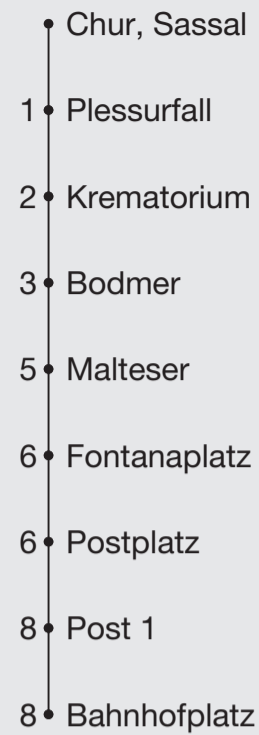 Chur, Sassal
1 Plessurfall
2 Krematorium
3 Bodmer
5 Malteser
6 Fontanaplatz
6 Postplatz
8 Post 1
8 Bahnhofplatz